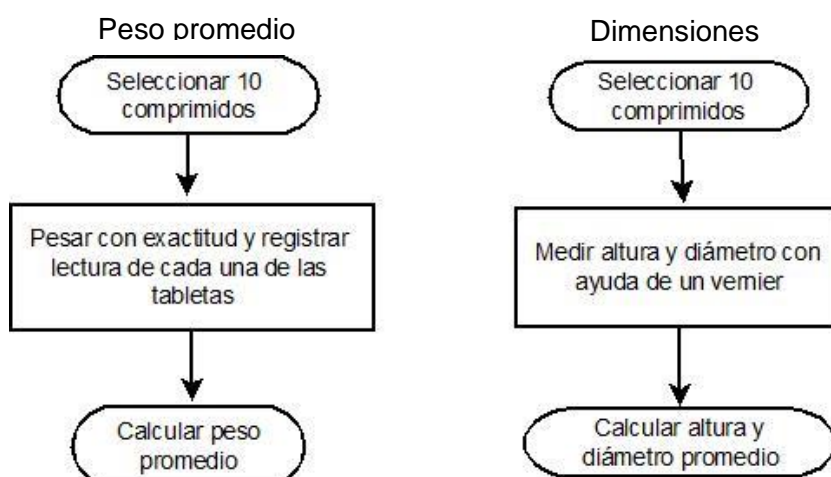 Peso promedio
Seleccionar 10
comprimidos
Pesar con exactitud y registrar
lectura de cada una de las
tabletas
Calcular peso
promedio
Dimensiones
Seleccionar 10
comprimidos
Medir altura y diámetro con
ayuda de un vernier
Calcular altura y
diámetro promedio